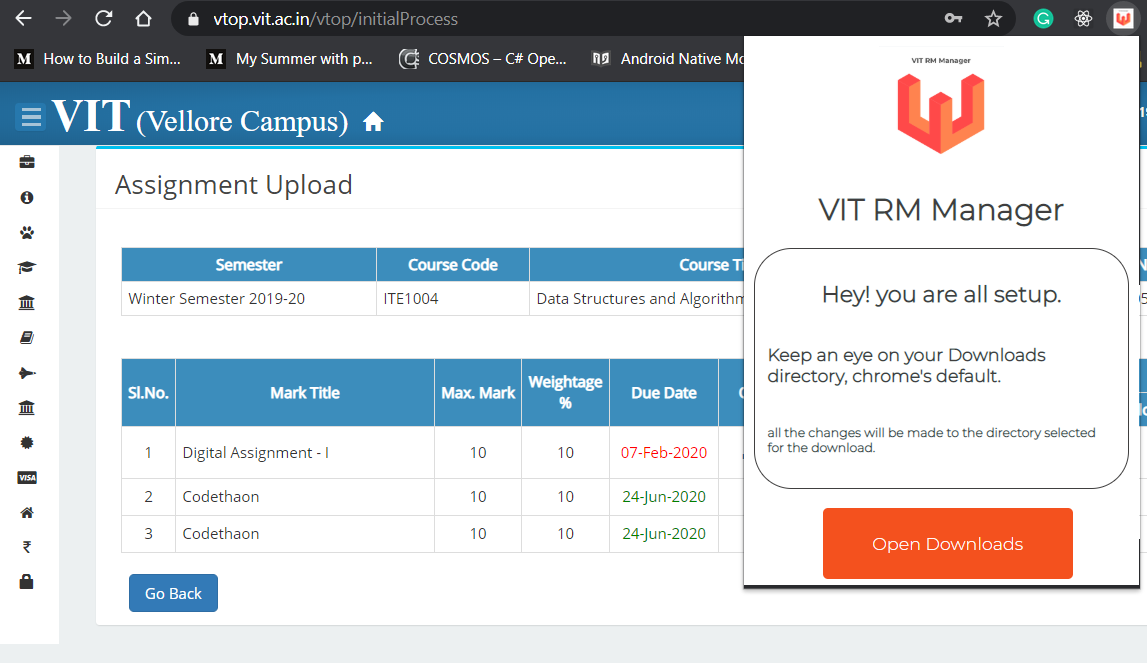 vtop.vit.ac.in/vtop/initialProcess
M How to Build a Sim... M My Summer with p... COSMOS – C# Ope... Android Native Mo
VIT (Vellore Campus)
Assignment Upload
Semester Course Code Course Ti
Winter Semester 2019-20 ITE1004 Data Structures and Algorithm
Sl.No. Mark Title Max. Mark Weightage % Due Date
1 Digital Assignment - I 10 10 07-Feb-2020
2 Codethaon 10 10 24-Jun-2020
3 Codethaon 10 10 24-Jun-2020
Go Back
VISA
₹
VIT RM Manager
VIT RM Manager
Hey! you are all setup.
Keep an eye on your Downloads
directory, chrome's default.
all the changes will be made to the directory selected
for the download.
Open Downloads